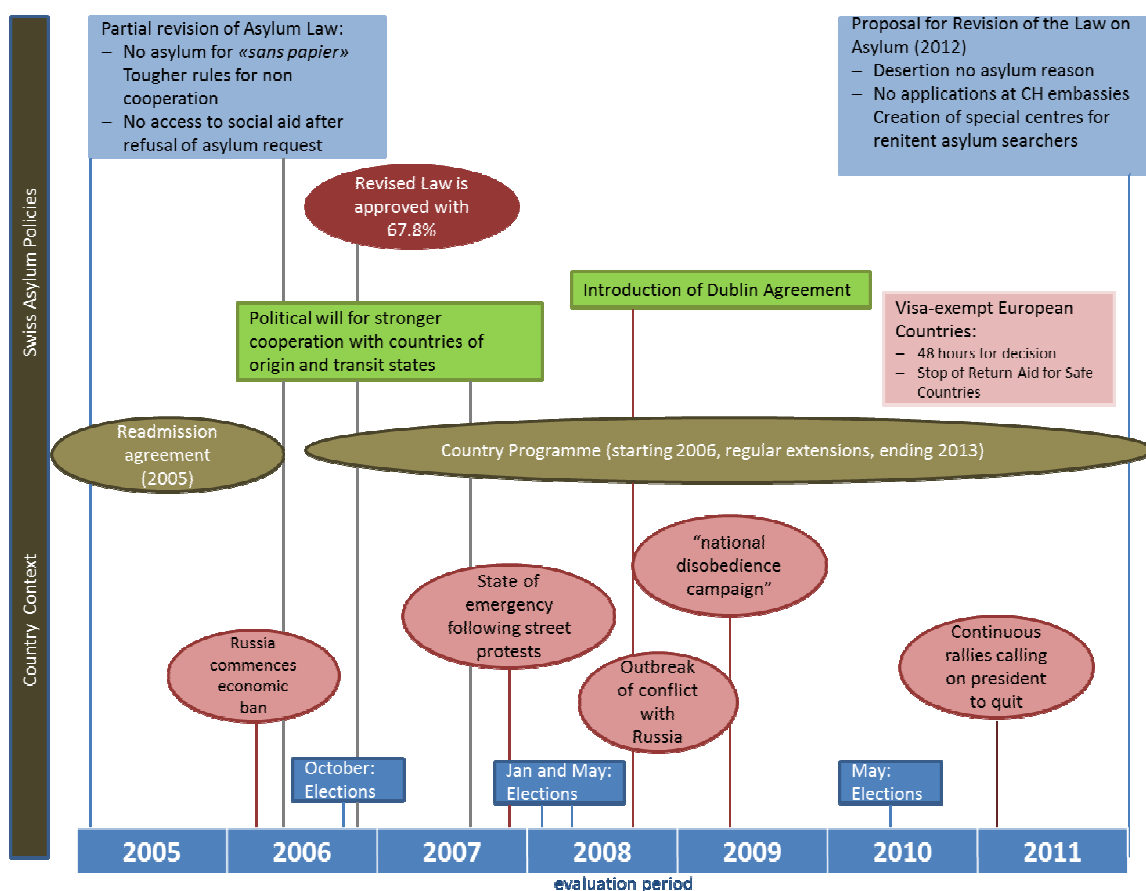 Swiss Asylum Policies
Country Context
Partial revision of Asylum Law:
– No asylum for «sans papier»
Tougher rules for non
cooperation
– No access to social aid after
refusal of asylum request
Proposal for Revision of the Law on
Asylum (2012)
– Desertion no asylum reason
– No applications at CH embassies
Creation of special centres for
renitent asylum searchers
Revised Law is
approved with
67.8%
Introduction of Dublin Agreement
Political will for stronger
cooperation with countries of
origin and transit states
Visa-exempt European
Countries:
– 48 hours for decision
– Stop of Return Aid for Safe
Countries
Readmission
agreement
(2005)
Country Programme (starting 2006, regular extensions, ending 2013)
"national
disobedience
campaign"
State of
emergency
following street
protests
Russia
commences
economic
ban
Outbreak
of conflict
with
Russia
Continuous
rallies calling
on president
to quit
October:
Elections
Jan and May:
Elections
May:
Elections
2005
2006
2007
2008
2009
2010
2011
evaluation period